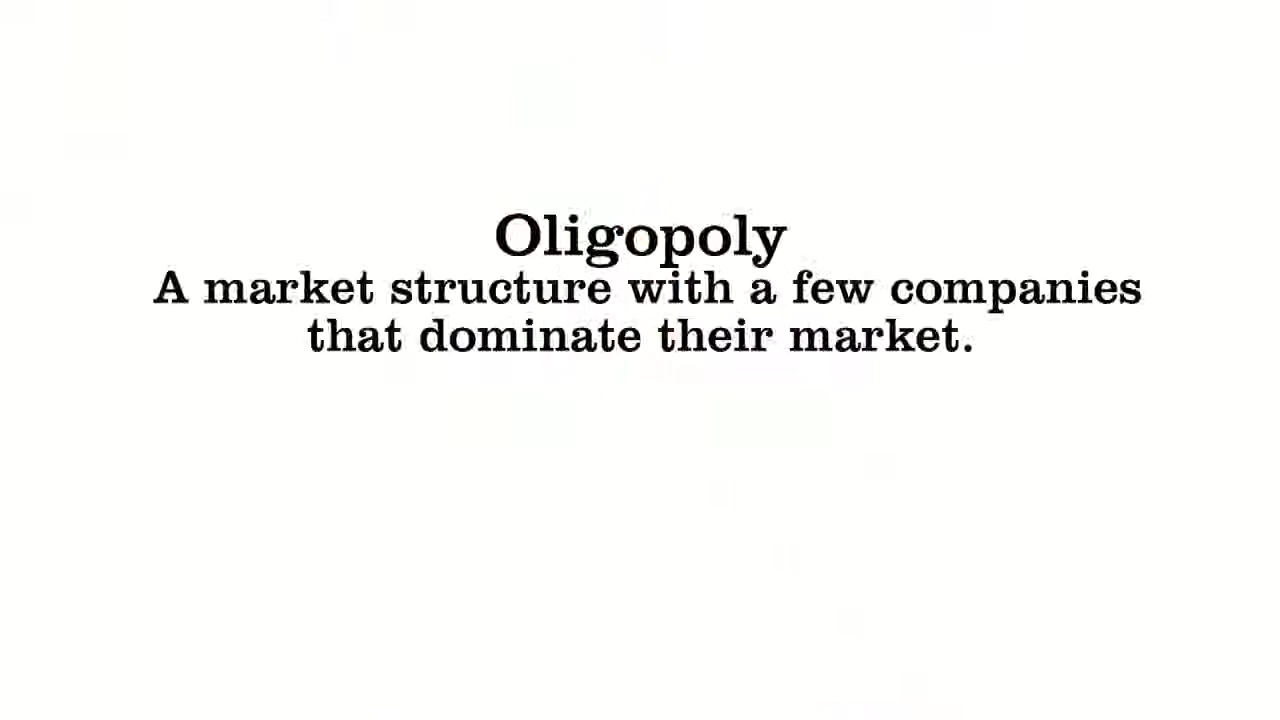 Oligopoly
A market structure with a few companies
that dominate their market.